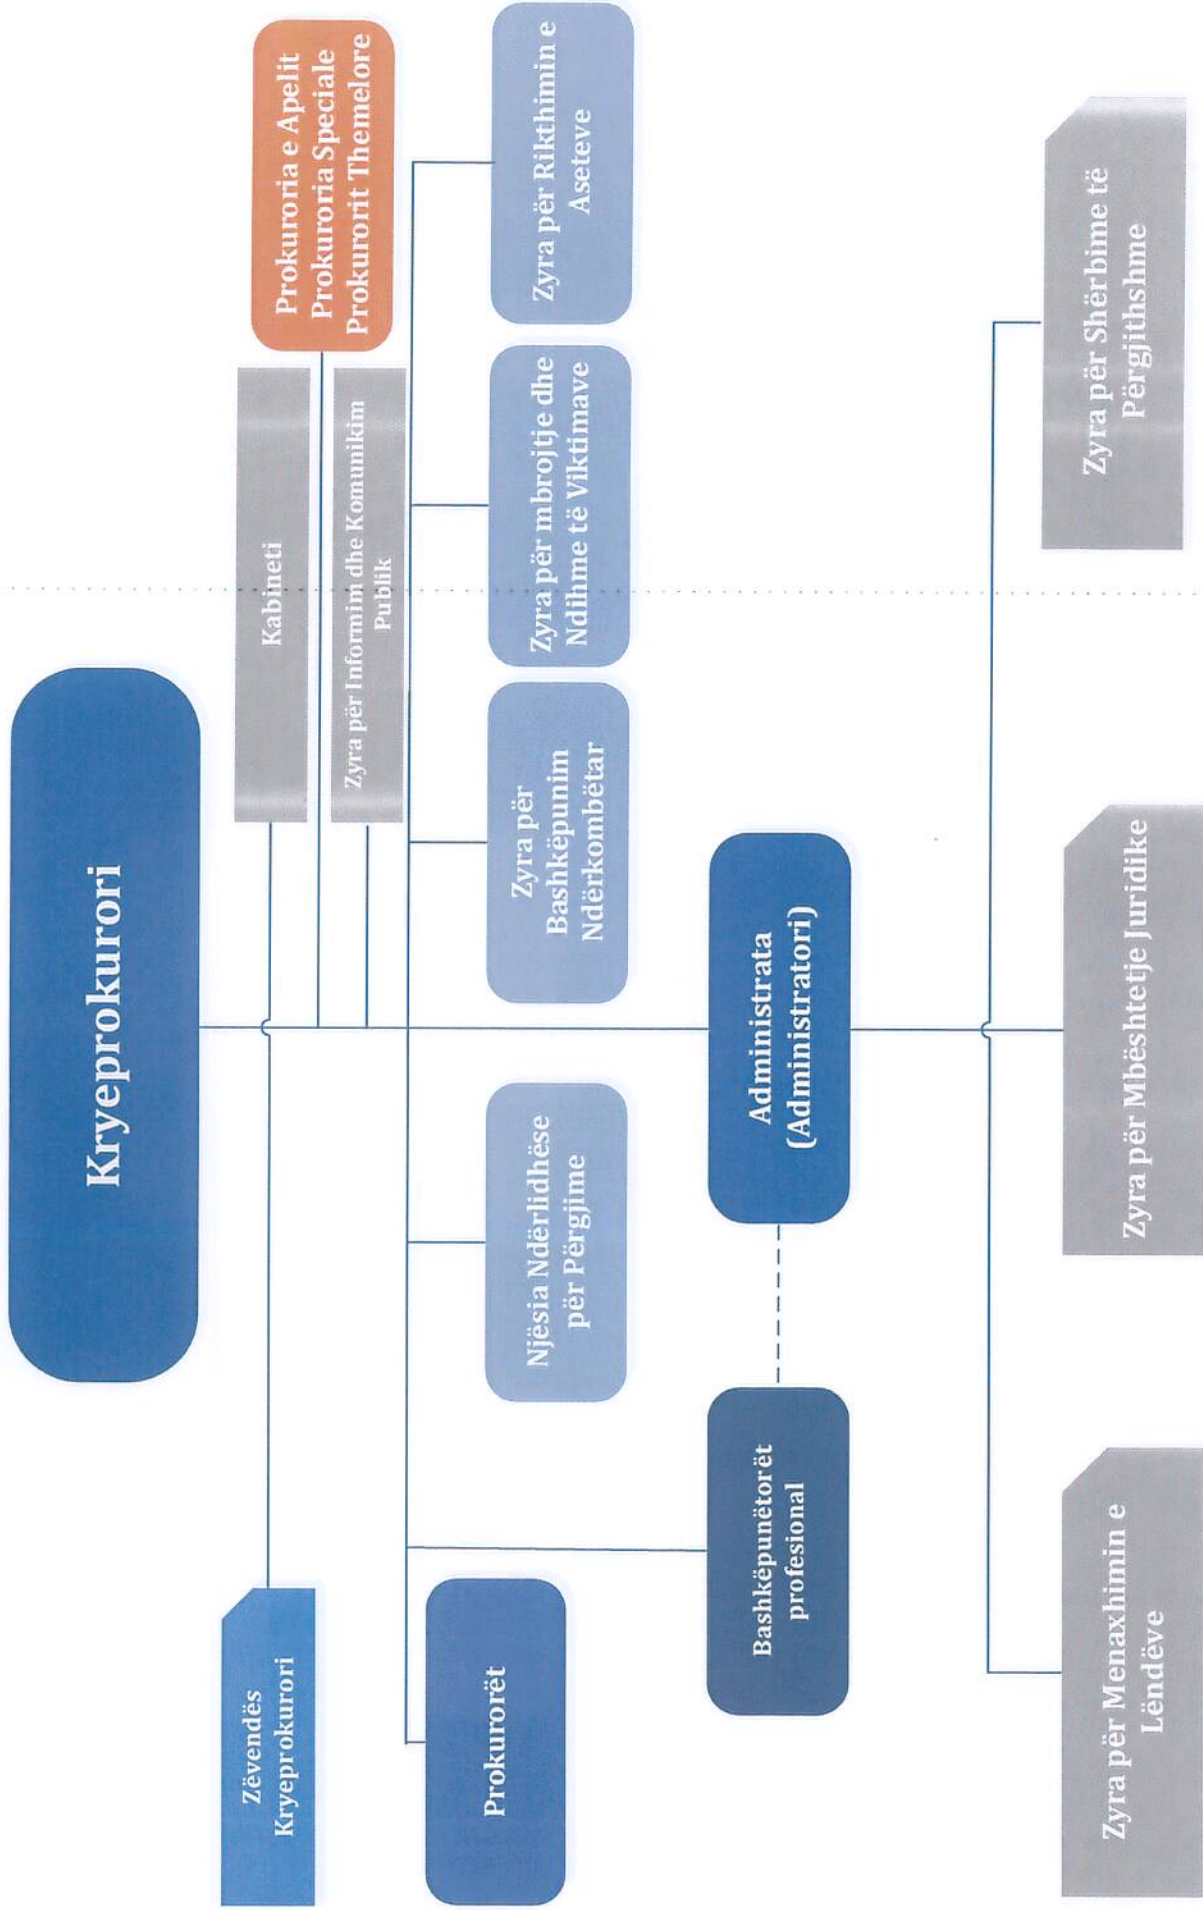 Kryeprokurori
Zëvendës
Kryeprokurori
Kabineti
Prokuroria e Apelit
Prokuroria Speciale
Prokurorit Themelore
Zyra për Informim dhe Komunikim
Publik
Prokurorët
Njësia Ndërlidhëse
për Përgjime
Zyra për
Bashkëpunim
Ndërkombëtar
Zyra për mbrojtje dhe
Ndihme të Viktimave
Zyra për Rikthimin e
Aseteve
Bashkëpunëtorët
profesional
Administrata
(Administratori)
Zyra për Menaxhimin e
Lëndëve
Zyra për Mbështetje Juridike
Zyra për Shërbime të
Përgjithshme